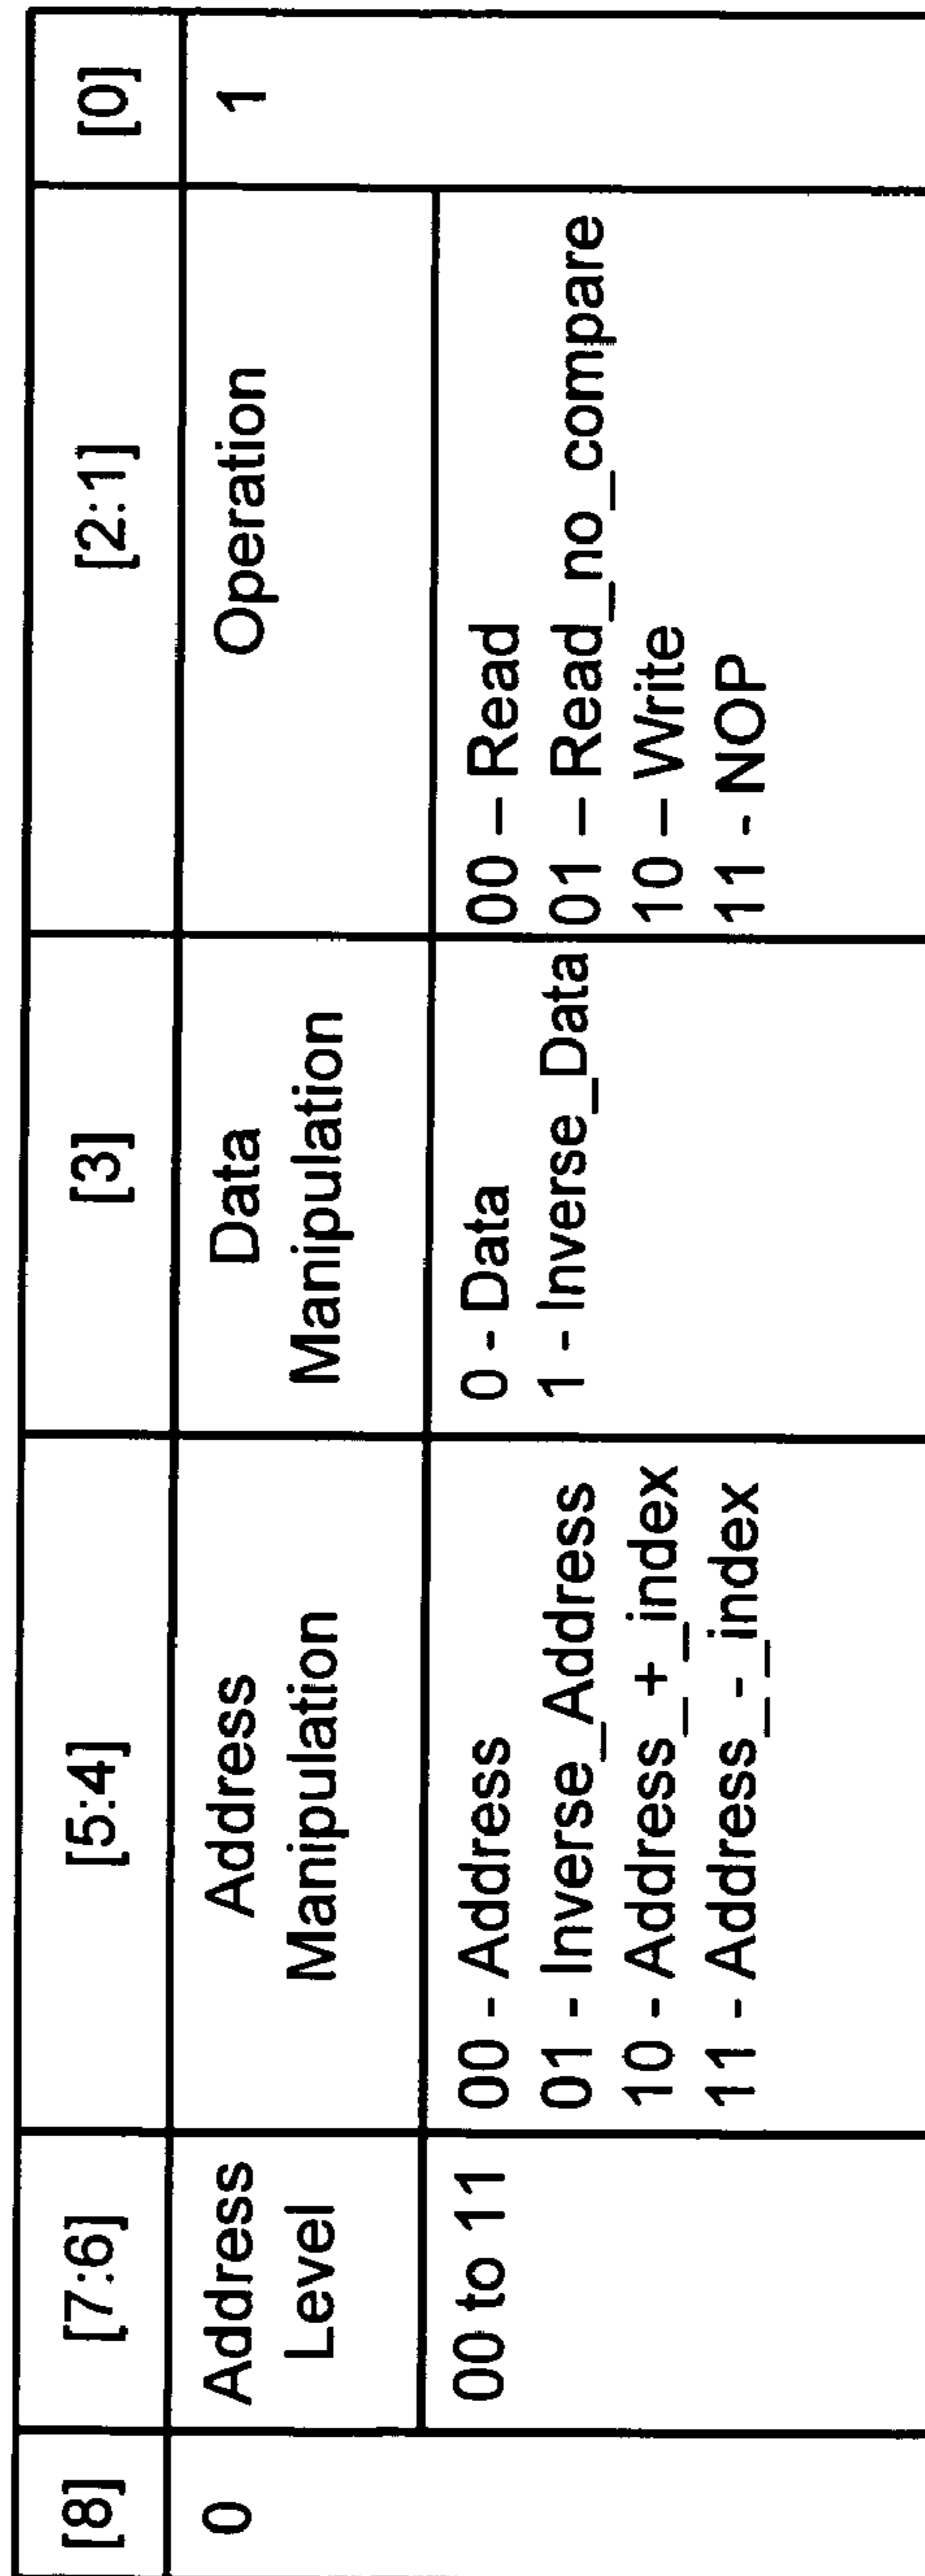 [8] [7:6] [5:4] [3] [2:1] [0]
0 Address Level Address Manipulation Data Manipulation Operation 1
00 to 11 00 - Address 0 - Data 00 – Read
01 - Inverse_Address 1 - Inverse_Data 01 – Read_no_compare
10 - Address_+_index 10 – Write
11 - Address_-_index 11 - NOP